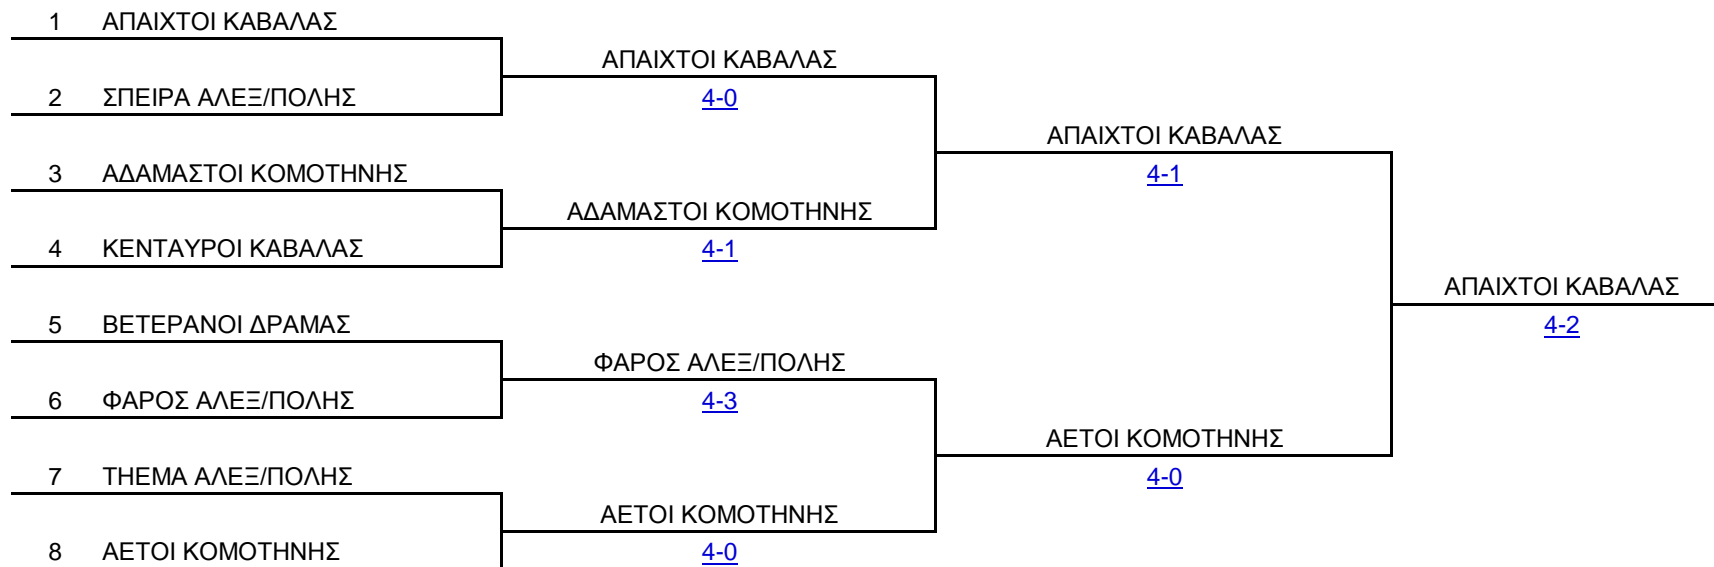 1 ΑΠΑΙΧΤΟΙ ΚΑΒΑΛΑΣ
ΑΠΑΙΧΤΟΙ ΚΑΒΑΛΑΣ
2 ΣΠΕΙΡΑ ΑΛΕΞ/ΠΟΛΗΣ
4-0
ΑΠΑΙΧΤΟΙ ΚΑΒΑΛΑΣ
3 ΑΔΑΜΑΣΤΟΙ ΚΟΜΟΤΗΝΗΣ
4-1
ΑΔΑΜΑΣΤΟΙ ΚΟΜΟΤΗΝΗΣ
4 ΚΕΝΤΑΥΡΟΙ ΚΑΒΑΛΑΣ
4-1
ΑΠΑΙΧΤΟΙ ΚΑΒΑΛΑΣ
5 ΒΕΤΕΡΑΝΟΙ ΔΡΑΜΑΣ
4-2
ΦΑΡΟΣ ΑΛΕΞ/ΠΟΛΗΣ
6 ΦΑΡΟΣ ΑΛΕΞ/ΠΟΛΗΣ
4-3
ΑΕΤΟΙ ΚΟΜΟΤΗΝΗΣ
7 THEMA ΑΛΕΞ/ΠΟΛΗΣ
4-0
ΑΕΤΟΙ ΚΟΜΟΤΗΝΗΣ
8 ΑΕΤΟΙ ΚΟΜΟΤΗΝΗΣ
4-0